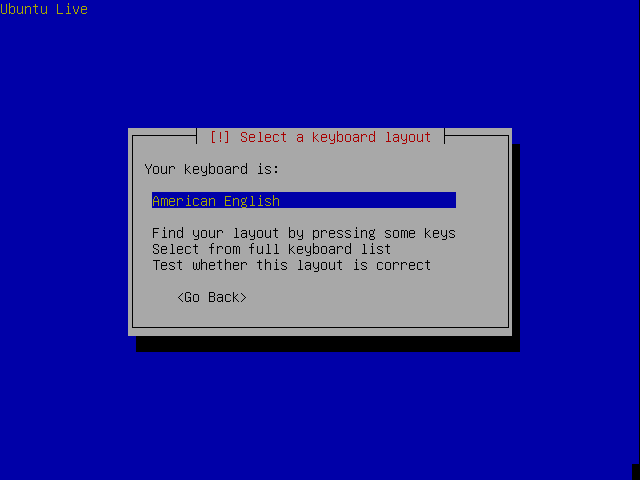 Ubuntu Live
[!] Select a keyboard layout
Your keyboard is:
American English
Find your layout by pressing some keys
Select from full keyboard list
Test whether this layout is correct
<Go Back>